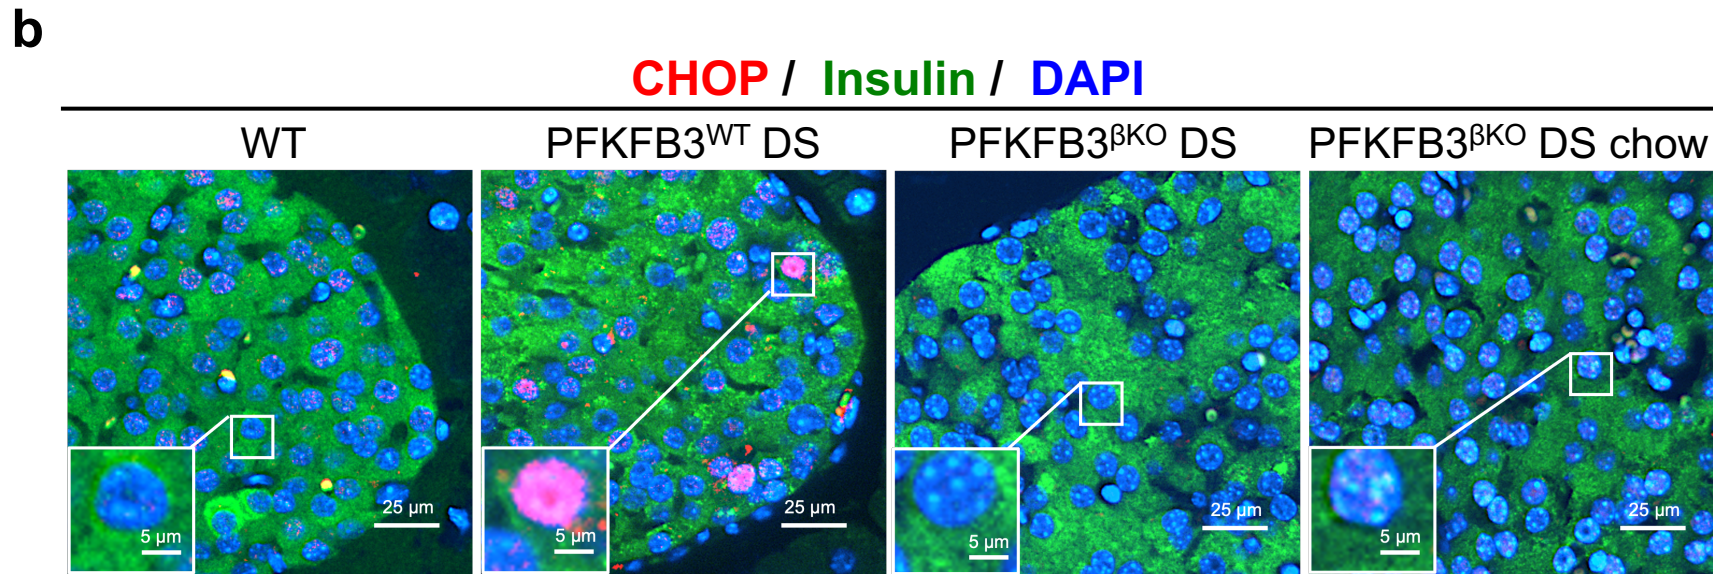 b
CHOP / Insulin / DAPI
WT
PFKFB3ᵂᵀ DS
PFKFB3ᵝᴷᴼ DS
PFKFB3ᵝᴷᴼ DS chow
25 µm
25 µm
25 µm
25 µm
5 µm
5 µm
5 µm
5 µm